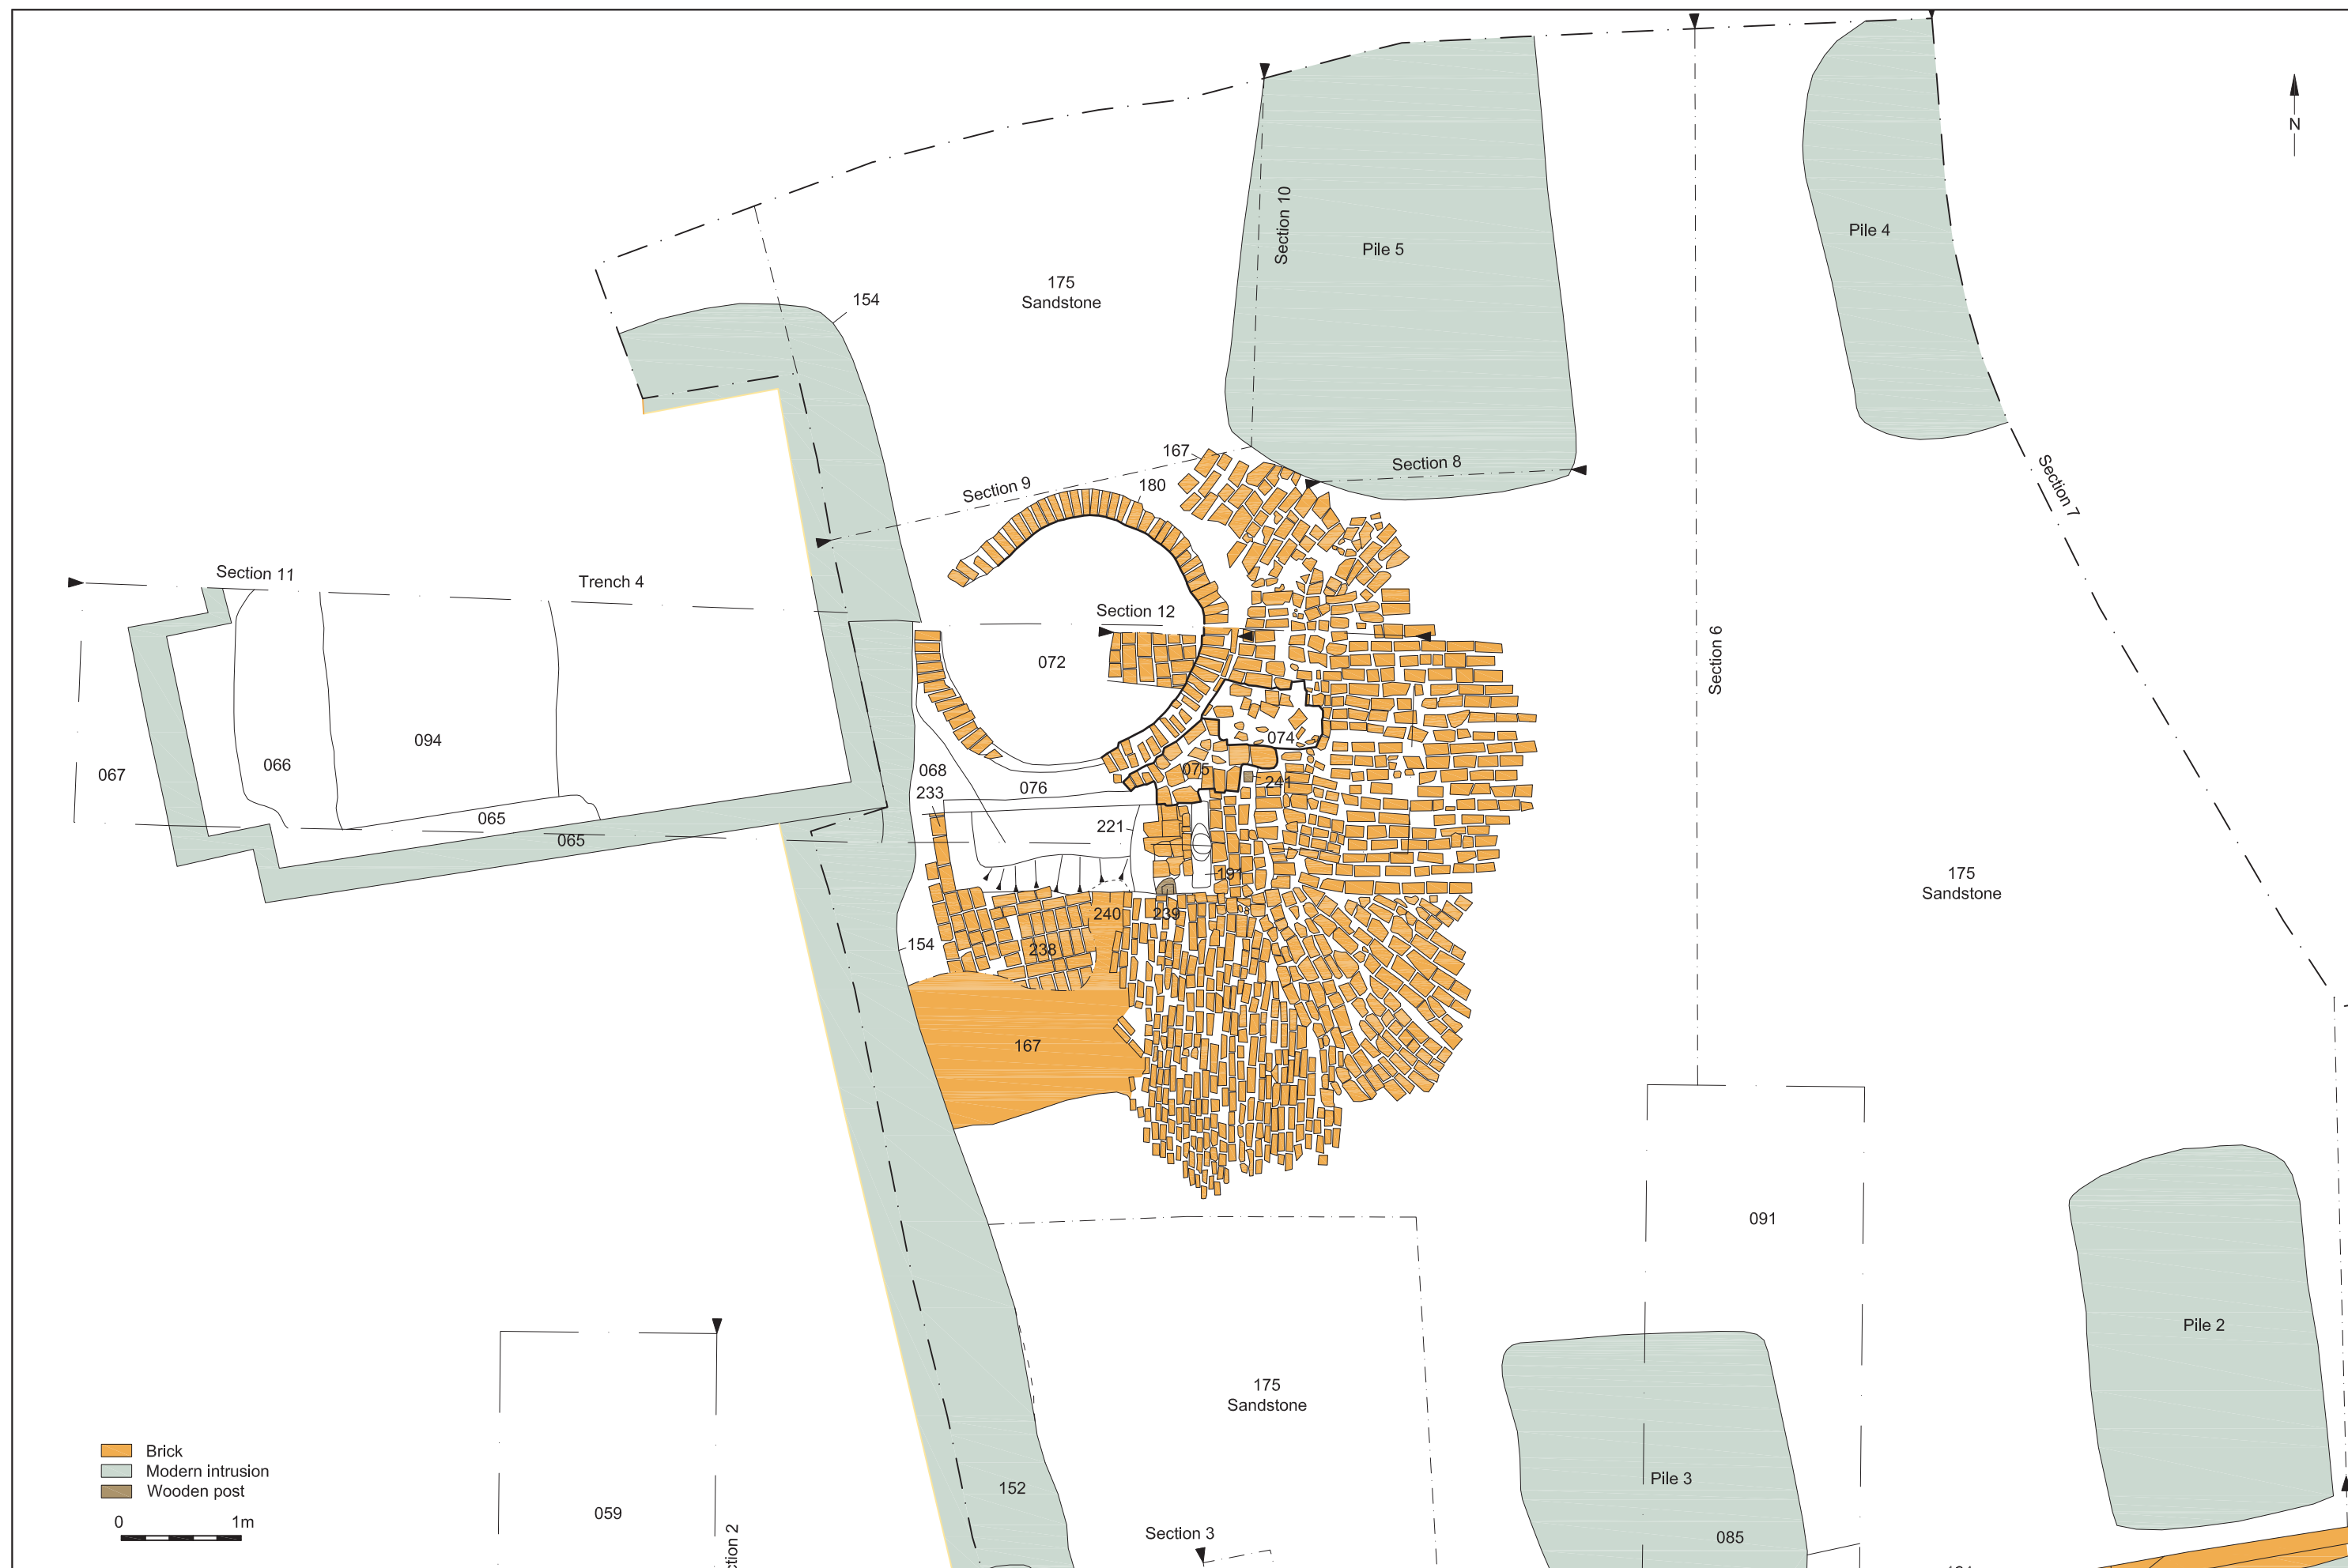 N
Section 10
Pile 5
Pile 4
175
Sandstone
154
Section 7
167
Section 8
Section 9
180
Section 11
Trench 4
Section 12
072
Section 6
094
066
067
074
075
241
068
233
076
065
065
221
191
175
Sandstone
240
239
154
238
167
091
Pile 2
175
Sandstone
Brick
Modern intrusion
Wooden post
0 1m
152
Pile 3
059
Section 3
085